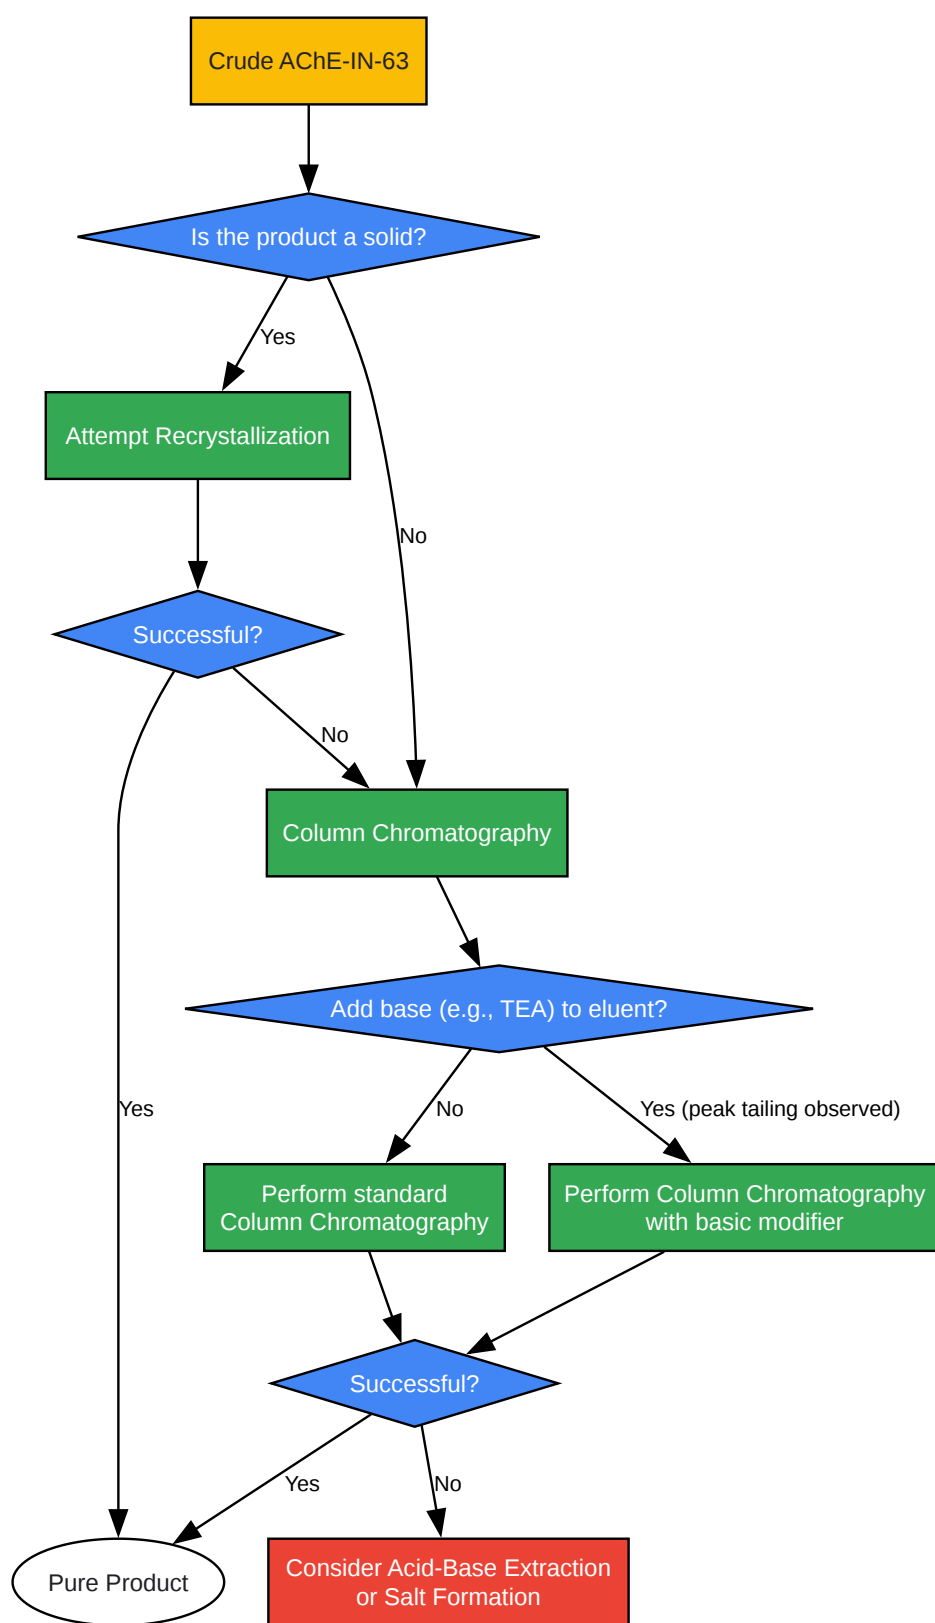 Crude AChE-IN-63
Is the product a solid?
Yes
Attempt Recrystallization
No
Successful?
No
Column Chromatography
Add base (e.g., TEA) to eluent?
Yes
No
Yes (peak tailing observed)
Perform standard
Column Chromatography
Perform Column Chromatography
with basic modifier
Successful?
Yes
No
Pure Product
Consider Acid-Base Extraction
or Salt Formation